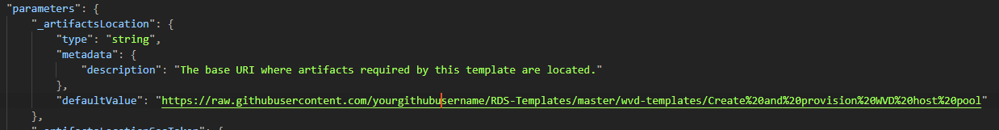 "parameters": {
"_artifactsLocation": {
"type": "string",
"metadata": {
"description": "The base URI where artifacts required by this template are located."
},
"defaultValue": "https://raw.githubusercontent.com/yourgithubusername/RDS-Templates/master/wvd-templates/Create%20and%20provision%20WVD%20host%20pool"
},
"_artifactsLocationSasToken": {